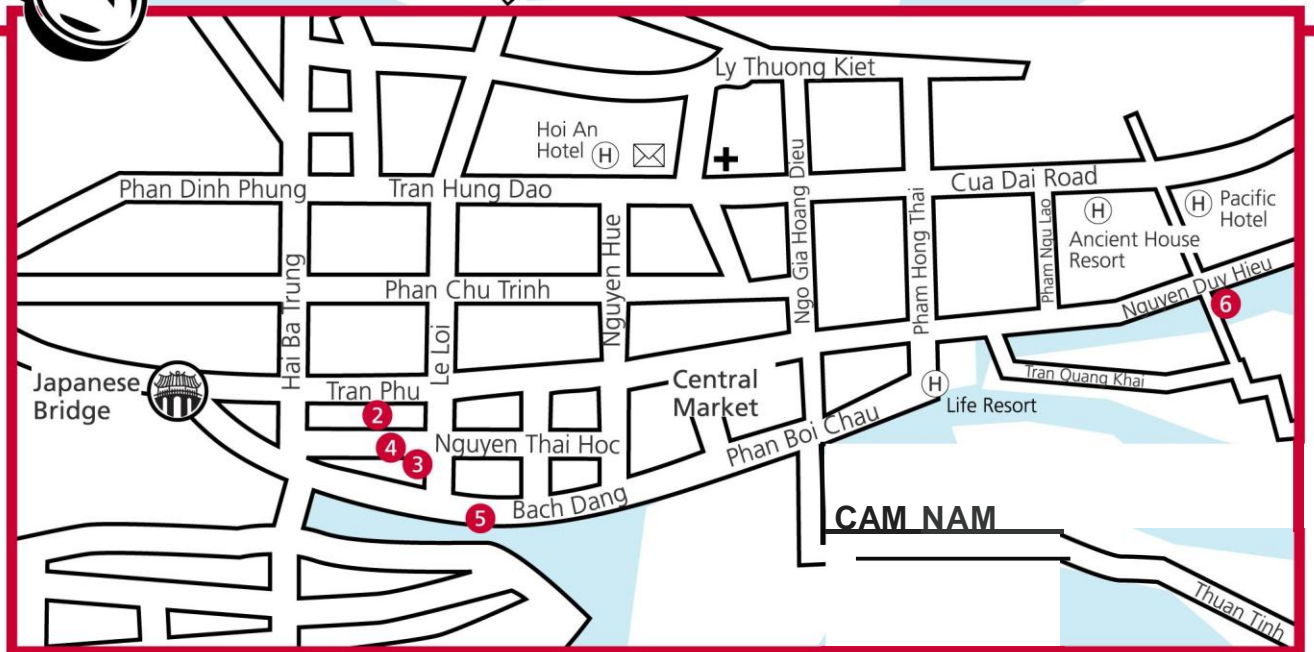 Ly Thuong Kiet
Hoi An
Hotel H
Phan Dinh Phung
Tran Hung Dao
Ngo Gia Hoang Dieu
Cua Dai Road
H
Ancient House
Resort
H Pacific
Hotel
Hai Ba Trung
Phan Chu Trinh
Le Loi
Nguyen Hue
Pham Hong Thai
Pham Ngu Lao
Nguyen Duy Hieu
6
Japanese
Bridge
Tran Phu
2
Central
Market
H
Life Resort
Tran Quang Khai
4
3
Nguyen Thai Hoc
Phan Boi Chau
5
Bach Dang
CAM NAM
Thuan Tinh